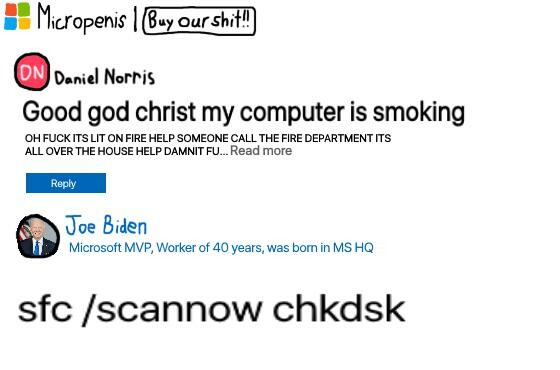 Micropenis | Buy our shit!!
DN Daniel Norris
Good god christ my computer is smoking
OH FUCK ITS LIT ON FIRE HELP SOMEONE CALL THE FIRE DEPARTMENT ITS
ALL OVER THE HOUSE HELP DAMNIT FU... Read more
Reply
Joe Biden
Microsoft MVP, Worker of 40 years, was born in MS HQ
sfc /scannow chkdsk